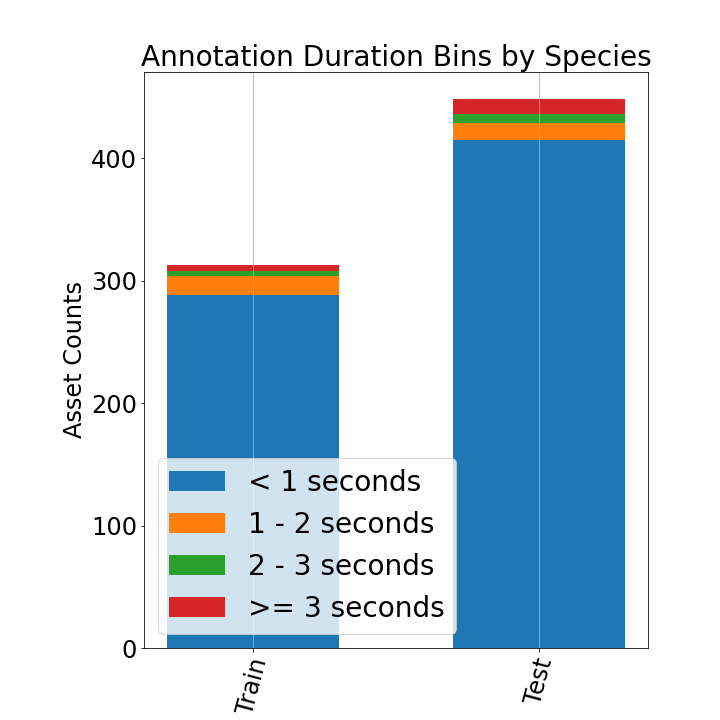 Annotation Duration Bins by Species
Asset Counts
400
300
200
100
0
< 1 seconds
1 - 2 seconds
2 - 3 seconds
>= 3 seconds
Train
Test